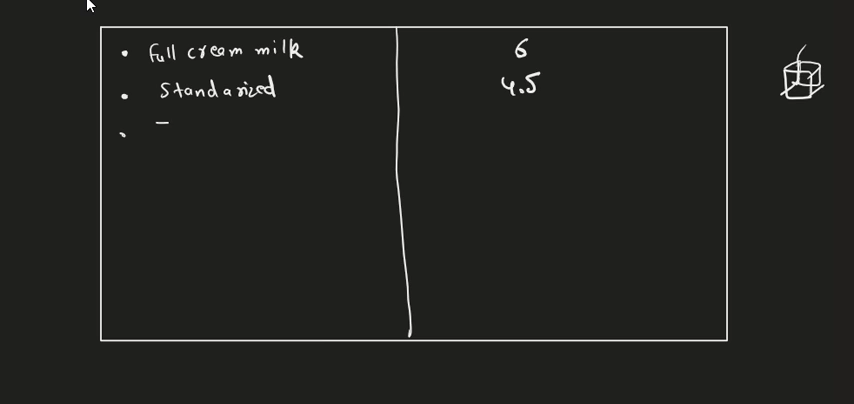 • Full cream milk 6
• Standarized 4.5
• –